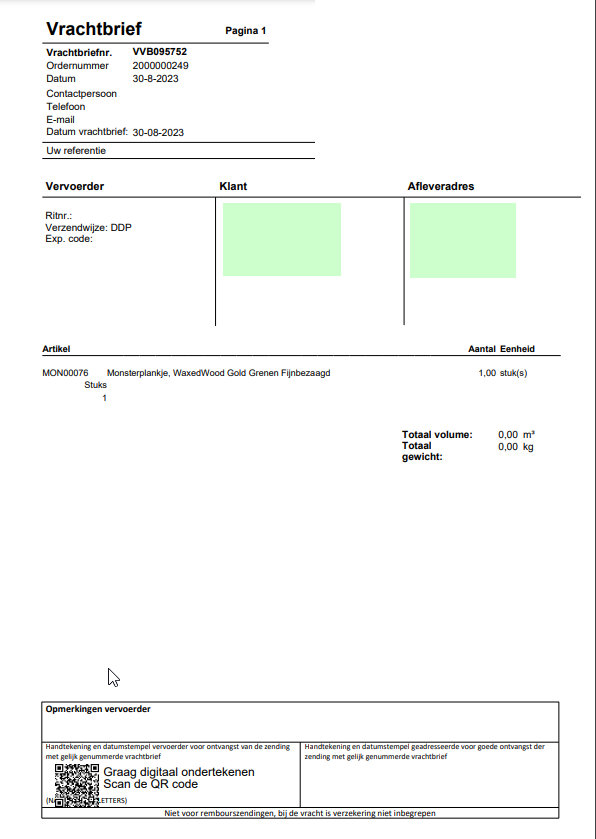 Vrachtbrief Pagina 1
Vrachtbriefnr. VVB095752
Ordernummer 2000000249
Datum 30-8-2023
Contactpersoon
Telefoon
E-mail
Datum vrachtbrief: 30-08-2023
Uw referentie
Vervoerder Klant Afleveradres
Ritnr.:
Verzendwijze: DDP
Exp. code:
Artikel Aantal Eenheid
MON00076 Monsterplankje, WaxedWood Gold Grenen Fijnbezaagd 1,00 stuk(s)
Stuks
1
Totaal volume: 0,00 m³
Totaal 0,00 kg
gewicht:
Opmerkingen vervoerder
Handtekening en datumstempel vervoerder voor ontvangst van de zending
met gelijk genummerde vrachtbrief
Handtekening en datumstempel geadresseerde voor goede ontvangst der
zending met gelijk genummerde vrachtbrief
Graag digitaal ondertekenen
Scan de QR code
LETTERS)
Niet voor rembourszendingen, bij de vracht is verzekering niet inbegrepen